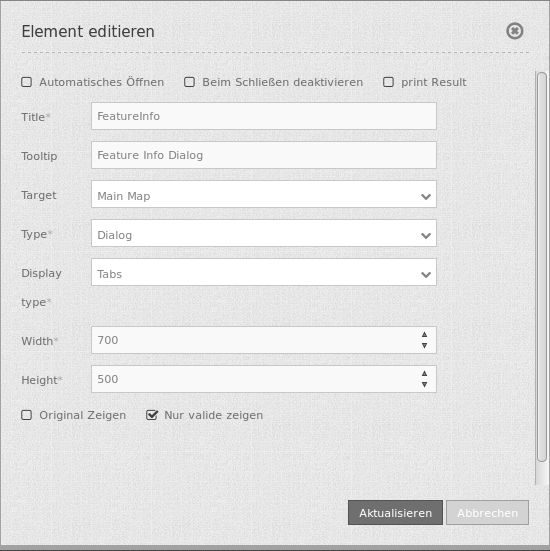 Element editieren
Automatisches Öffnen Beim Schließen deaktivieren print Result
Title* FeatureInfo
Tooltip Feature Info Dialog
Target Main Map
Type* Dialog
Display Tabs
type*
Width* 700
Height* 500
Original Zeigen Nur valide zeigen
Aktualisieren Abbrechen